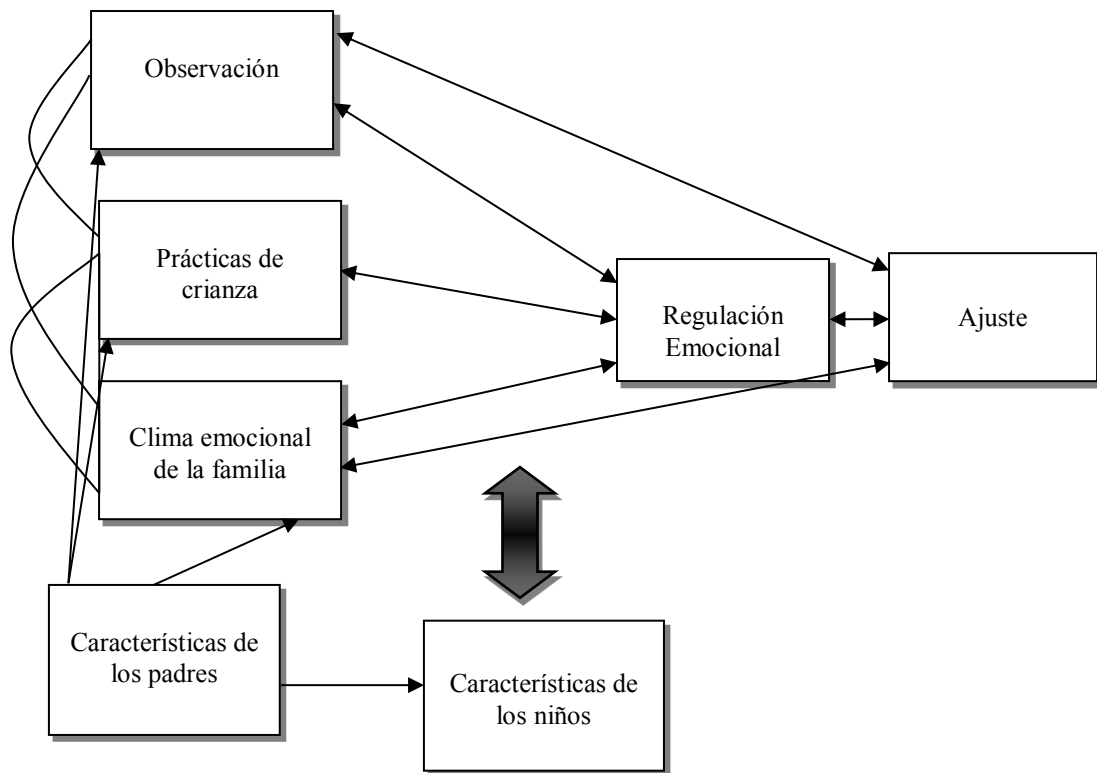 Observación
Prácticas de
crianza
Regulación
Emocional
Ajuste
Clima emocional
de la familia
Características de
los padres
Características de
los niños